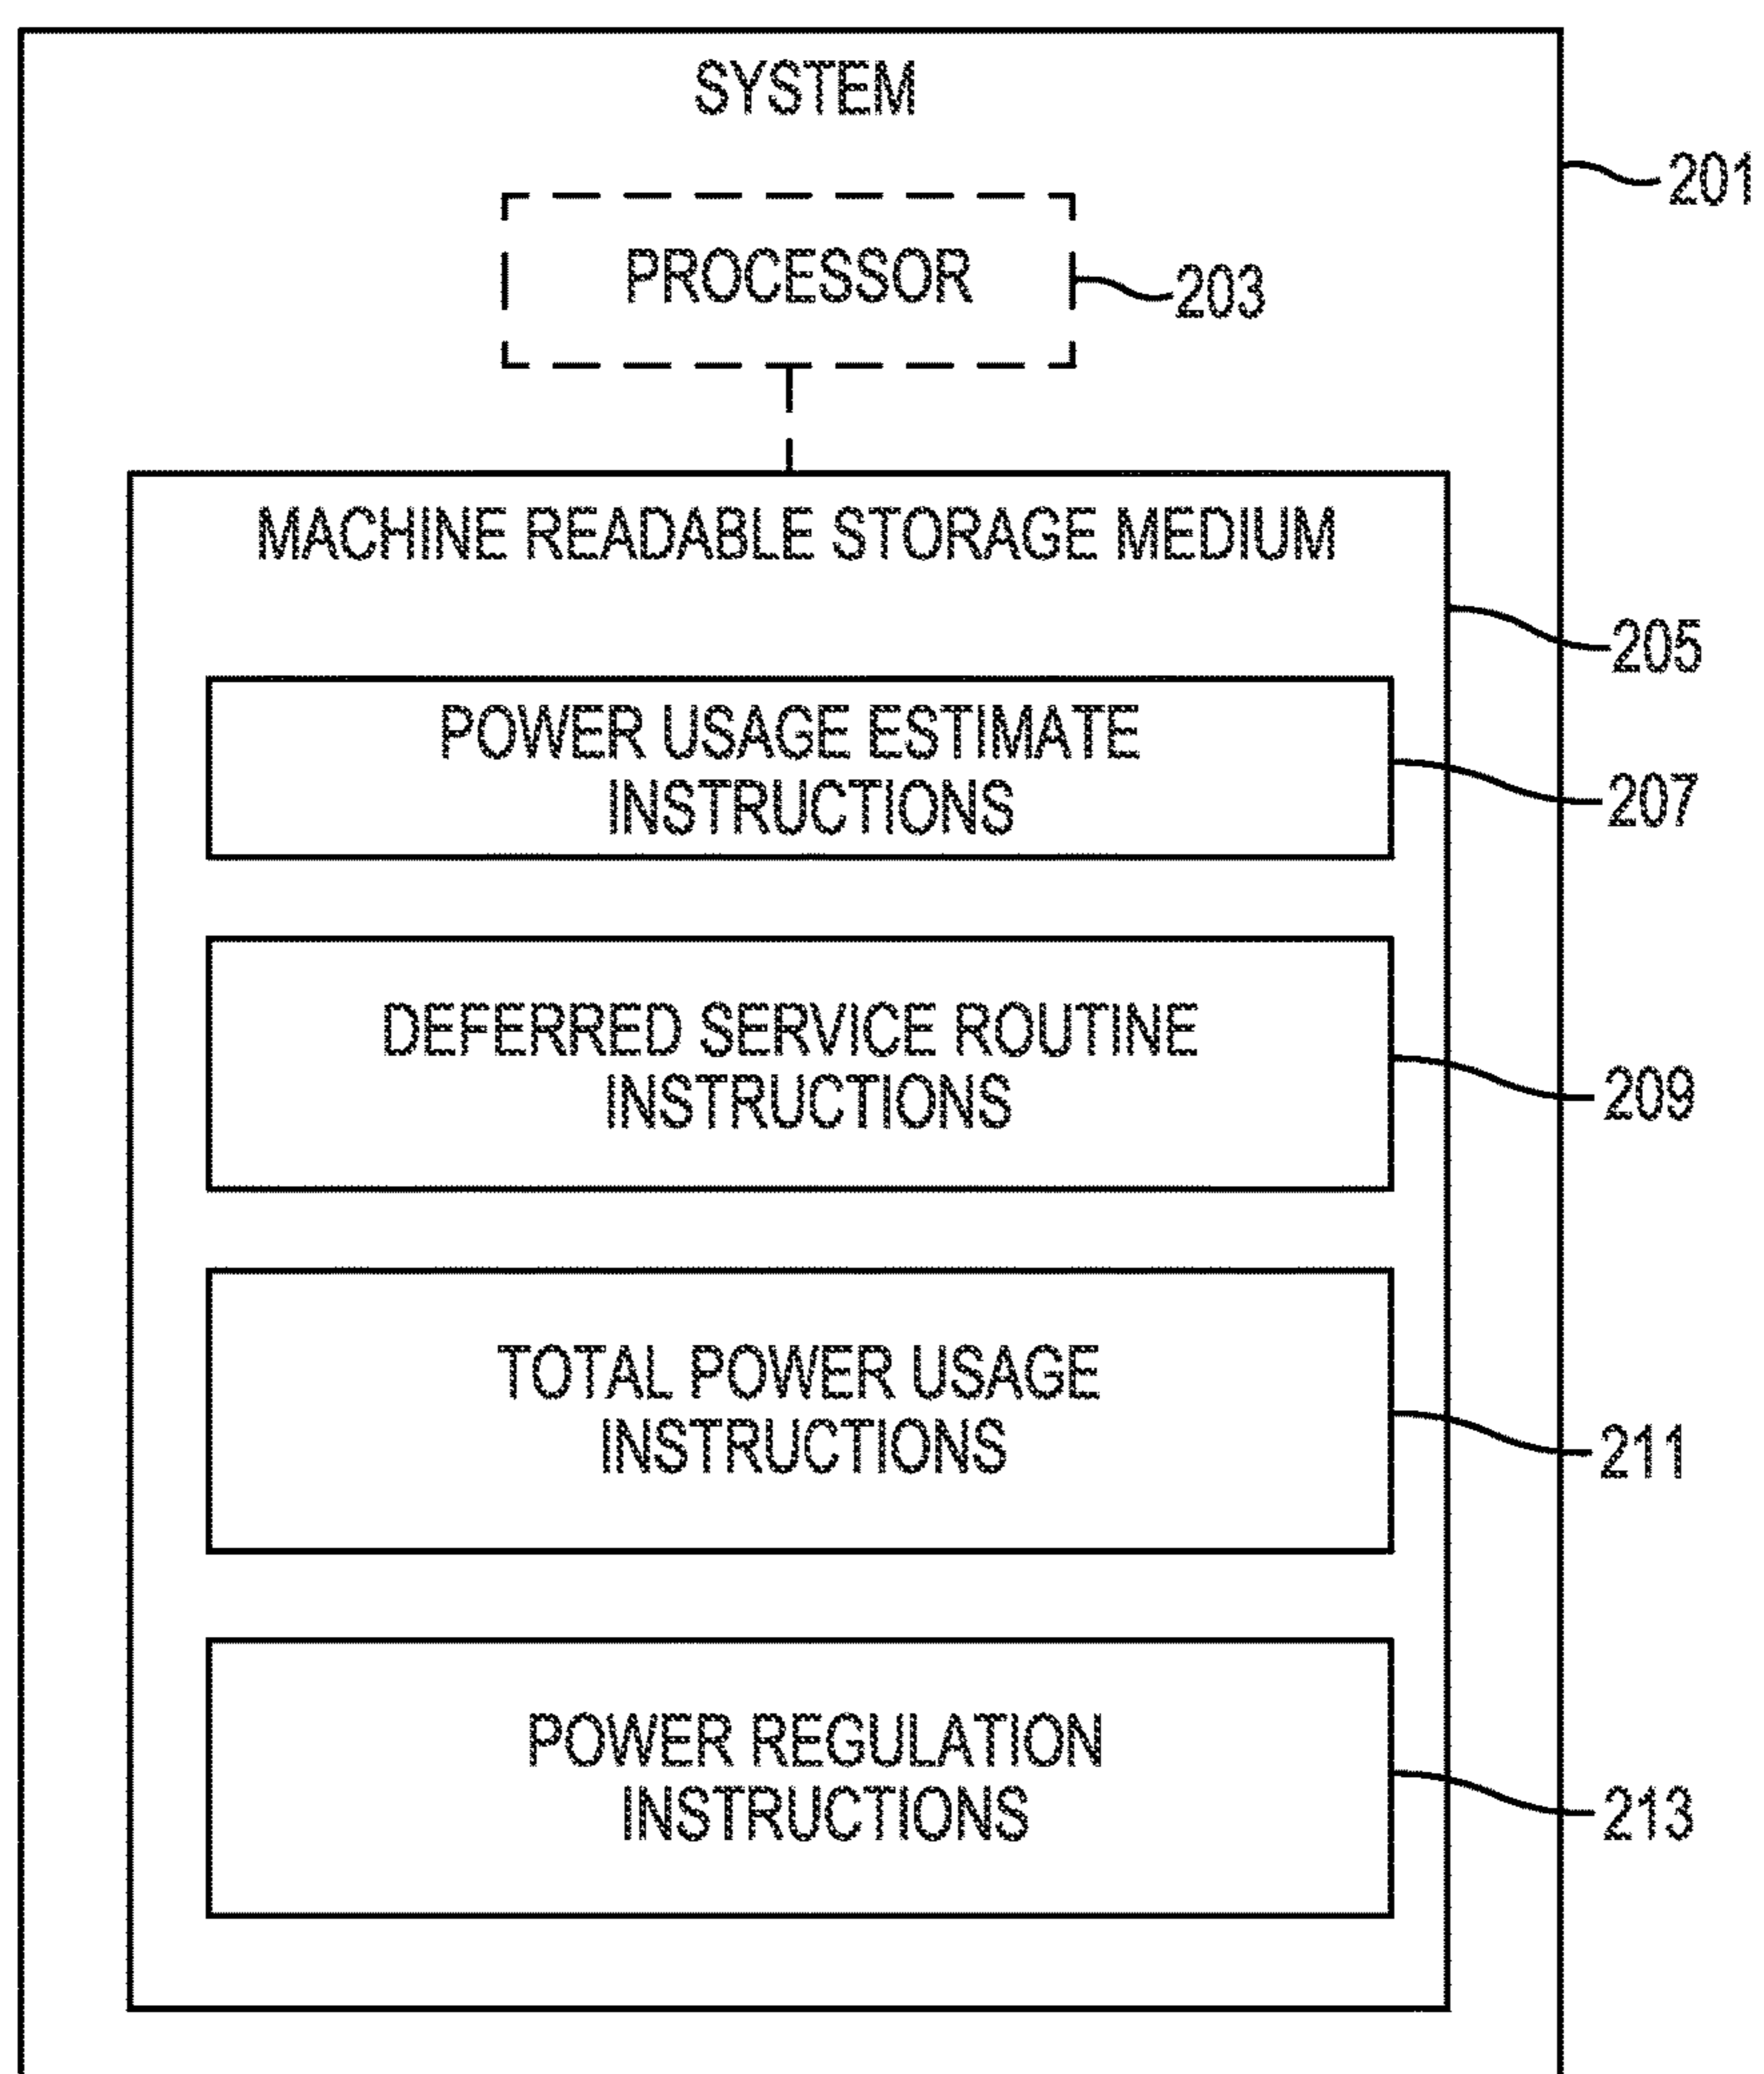 SYSTEM
201
PROCESSOR
203
MACHINE READABLE STORAGE MEDIUM
205
POWER USAGE ESTIMATE
INSTRUCTIONS
207
DEFERRED SERVICE ROUTINE
INSTRUCTIONS
209
TOTAL POWER USAGE
INSTRUCTIONS
211
POWER REGULATION
INSTRUCTIONS
213